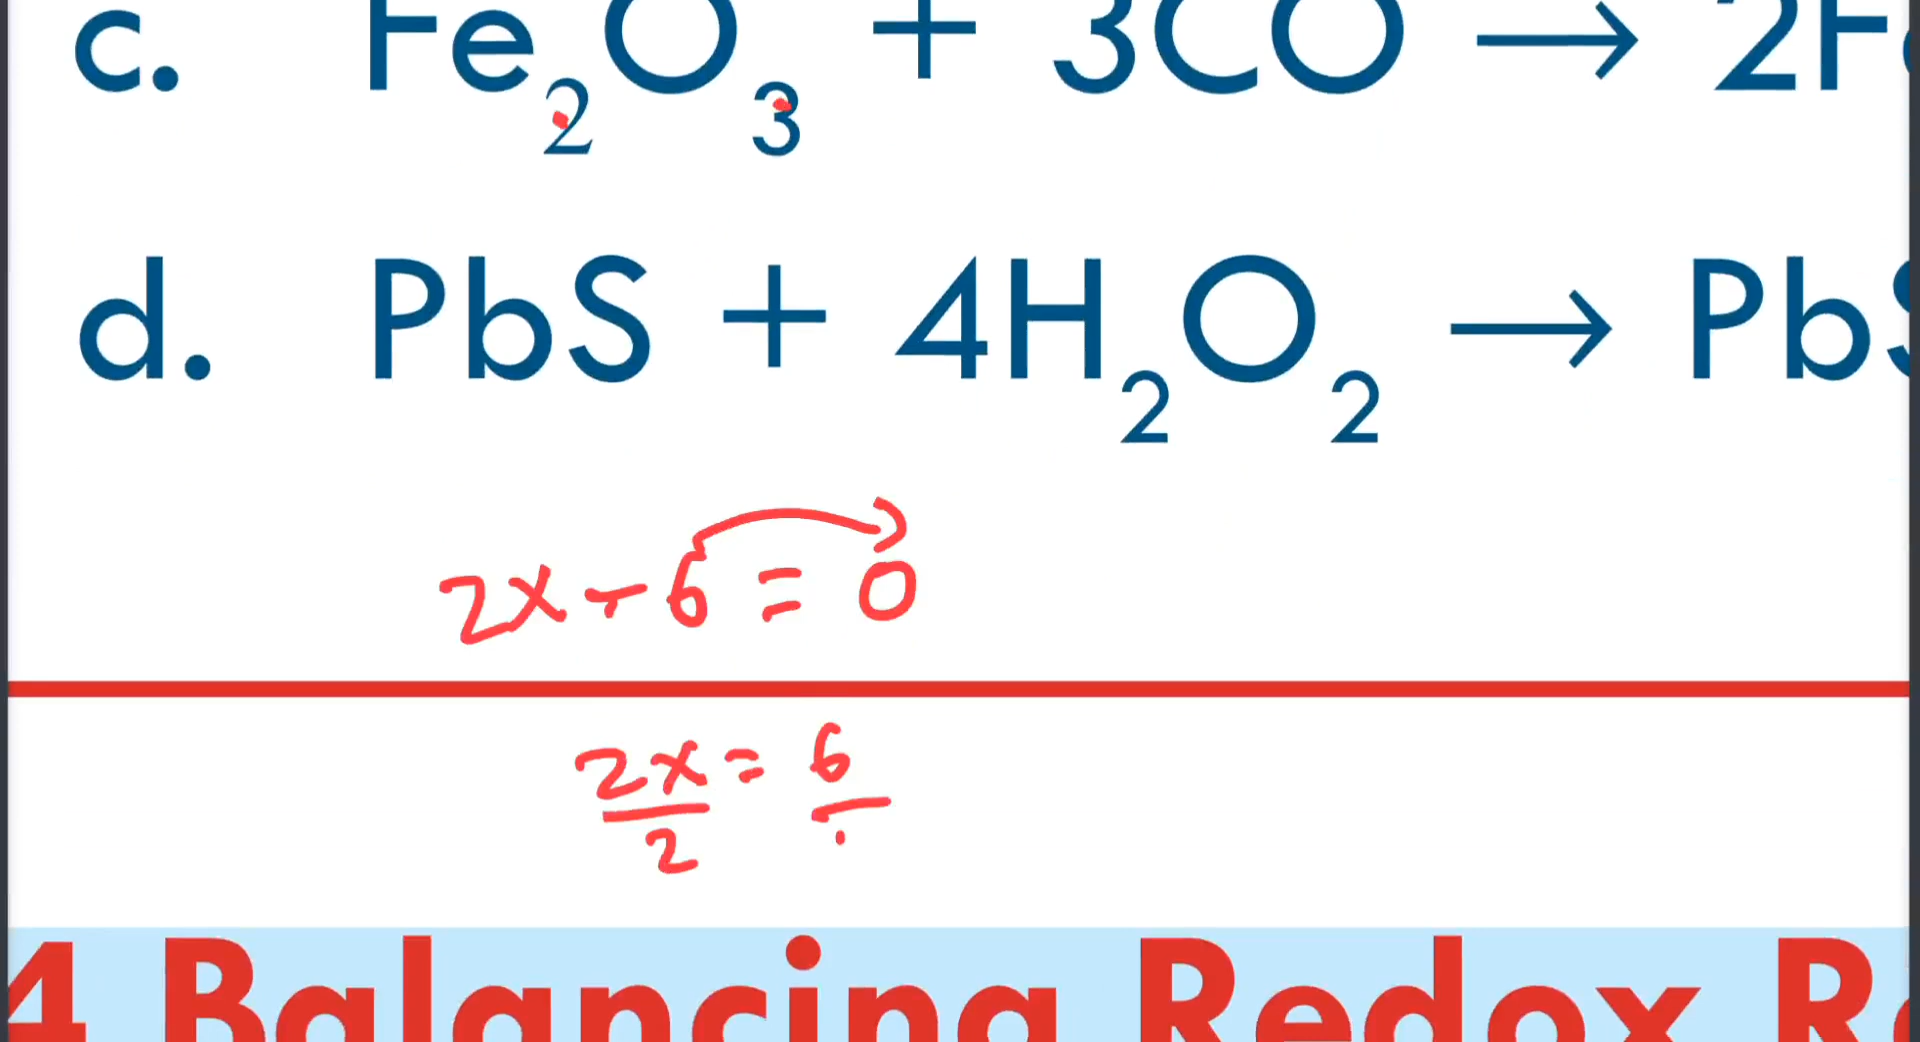 c. Fe₂O₃ + 3CO → 2F
d. PbS + 4H₂O₂ → Pb
2x - 6 = 0
2x = 6
2
4 Balancing Redox R